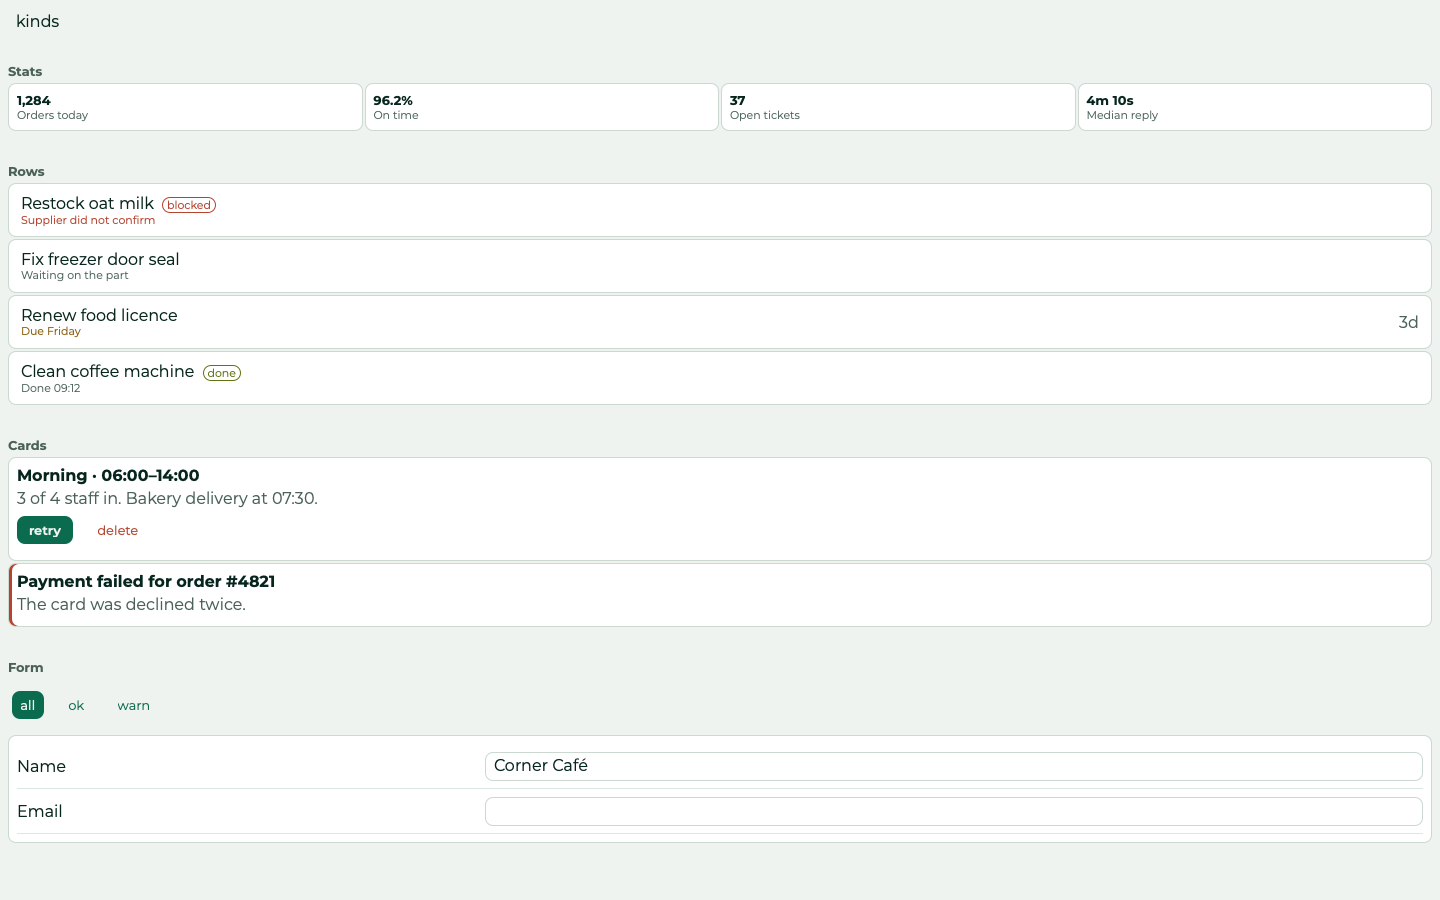 kinds
Stats
1,284
Orders today
96.2%
On time
37
Open tickets
4m 10s
Median reply
Rows
Restock oat milk blocked
Supplier did not confirm
Fix freezer door seal
Waiting on the part
Renew food licence
Due Friday
3d
Clean coffee machine done
Done 09:12
Cards
Morning · 06:00–14:00
3 of 4 staff in. Bakery delivery at 07:30.
retry delete
Payment failed for order #4821
The card was declined twice.
Form
all ok warn
Name Corner Café
Email